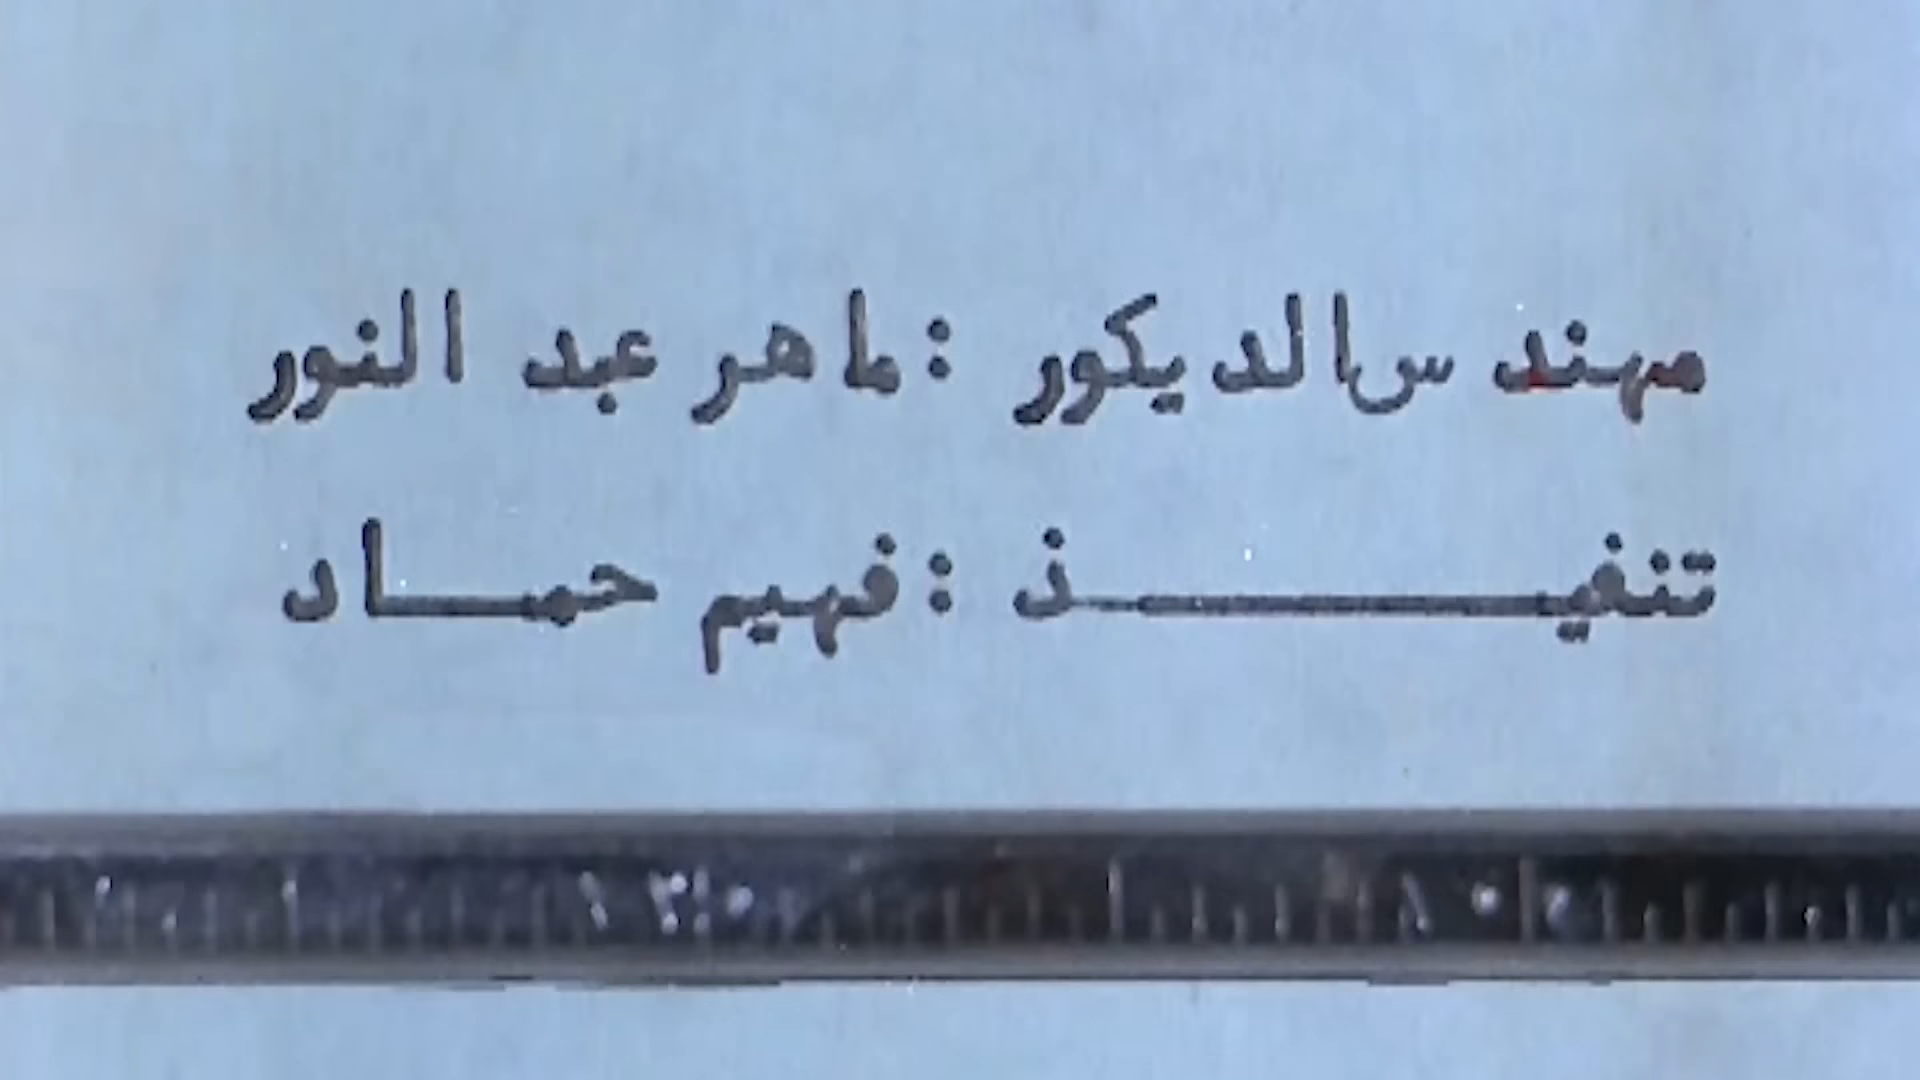 مهندس الديكور : ماهر عبد النور
تنفيـــــــذ : فهيم حمـــاد